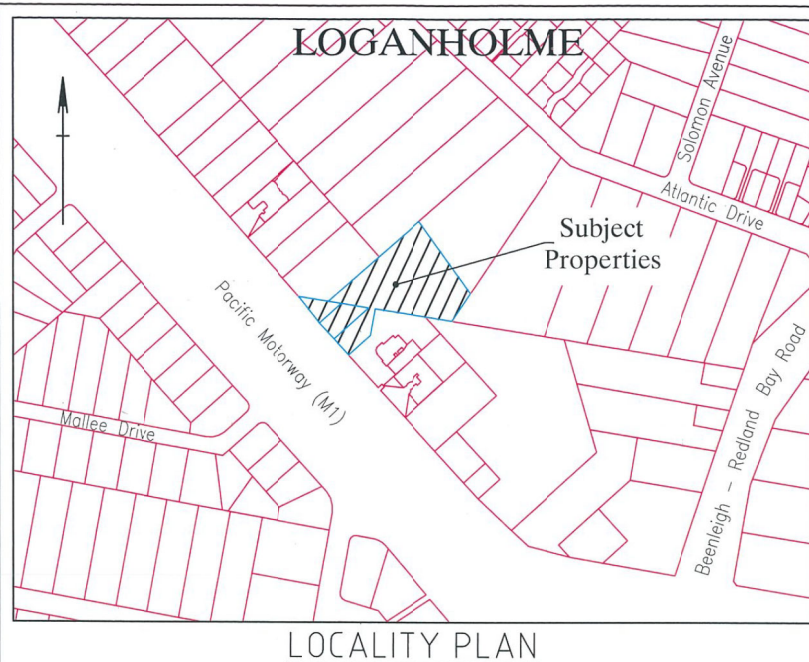 LOGANHOLME
Solomon Avenue
Atlantic Drive
Subject
Properties
Pacific Motorway (M1)
Mallee Drive
Beenleigh - Redland Bay Road
LOCALITY PLAN